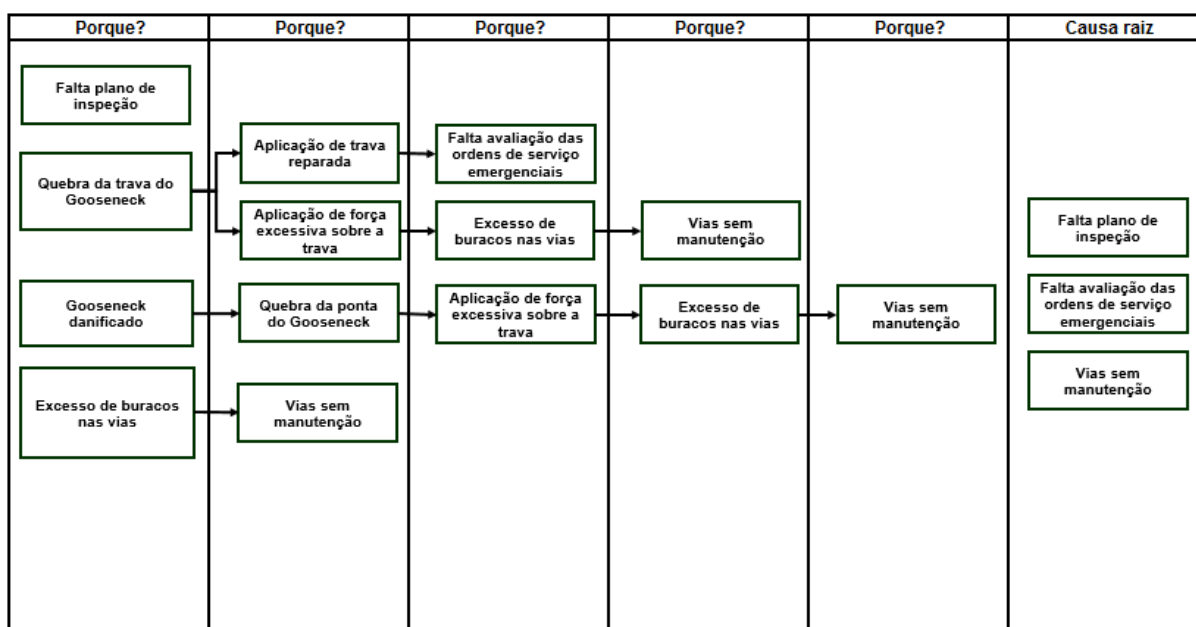 Porque?
Porque?
Porque?
Porque?
Porque?
Causa raiz
Falta plano de
inspeção
Quebra da trava do
Gooseneck
Gooseneck
danificado
Excesso de buracos
nas vias
Aplicação de trava
reparada
Aplicação de força
excessiva sobre a
trava
Quebra da ponta
do Gooseneck
Vias sem
manutenção
Falta avaliação das
ordens de serviço
emergenciais
Excesso de
buracos nas vias
Aplicação de força
excessiva sobre a
trava
Vias sem
manutenção
Excesso de
buracos nas vias
Vias sem
manutenção
Falta plano de
inspeção
Falta avaliação das
ordens de serviço
emergenciais
Vias sem
manutenção